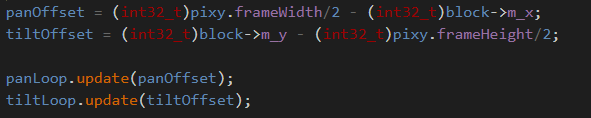 panOffset = (int32_t)pixy.frameWidth/2 - (int32_t)block->m_x;
tiltOffset = (int32_t)block->m_y - (int32_t)pixy.frameHeight/2;
panLoop.update(panOffset);
tiltLoop.update(tiltOffset);